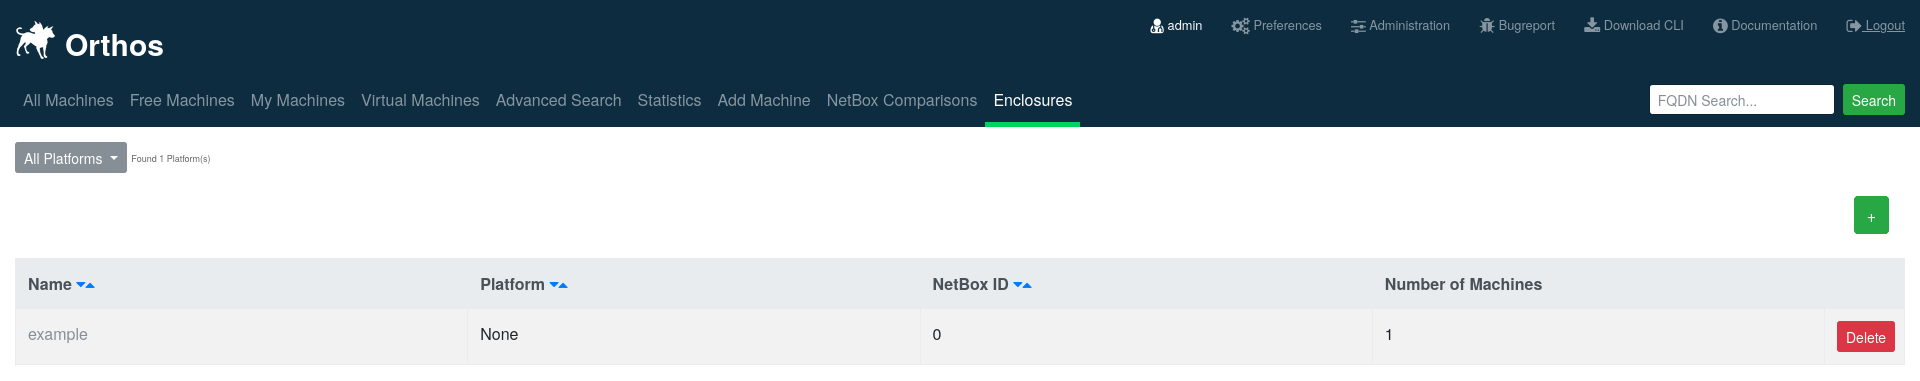 Orthos
admin Preferences Administration Bugreport Download CLI Documentation Logout
All Machines Free Machines My Machines Virtual Machines Advanced Search Statistics Add Machine NetBox Comparisons Enclosures FQDN Search... Search
All Platforms Found 1 Platform(s)
+
Name Platform NetBox ID Number of Machines
example None 0 1 Delete